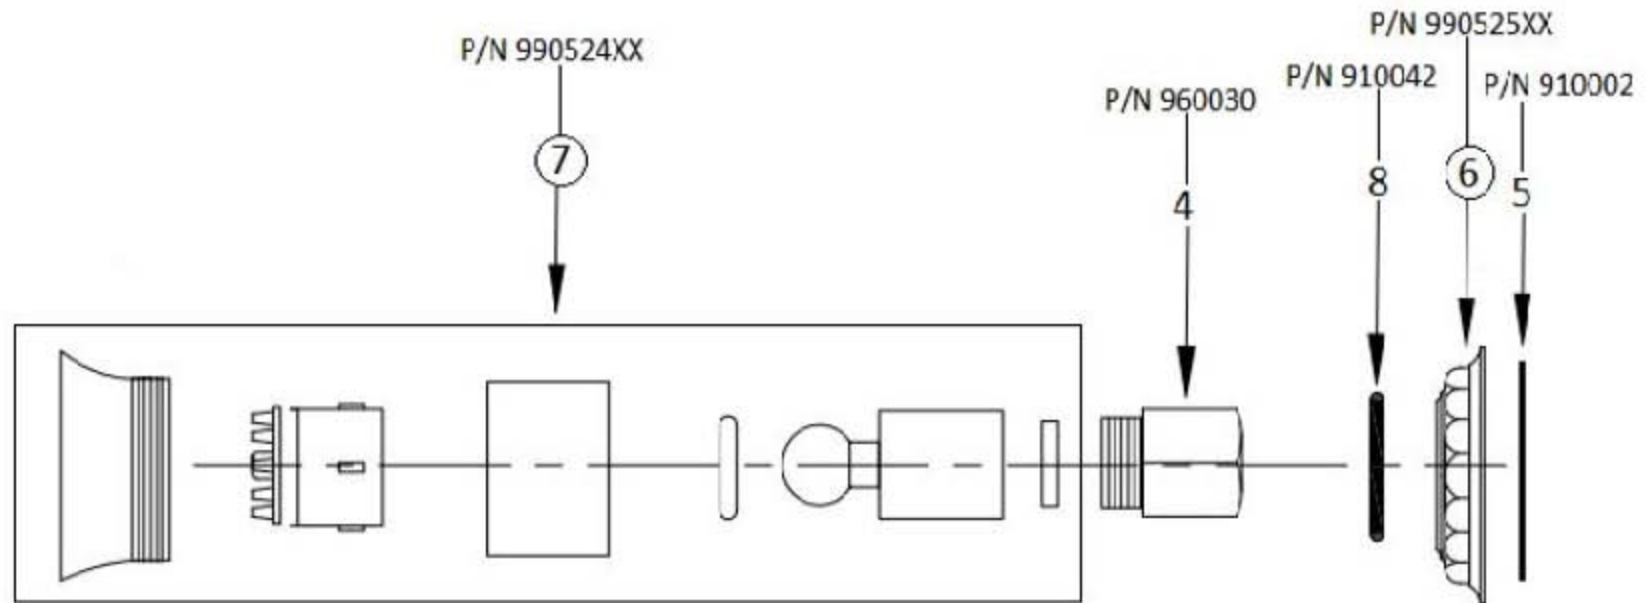 P/N 990525XX
P/N 990524XX
P/N 910042
P/N 910002
P/N 960030
7
6
8
5
4